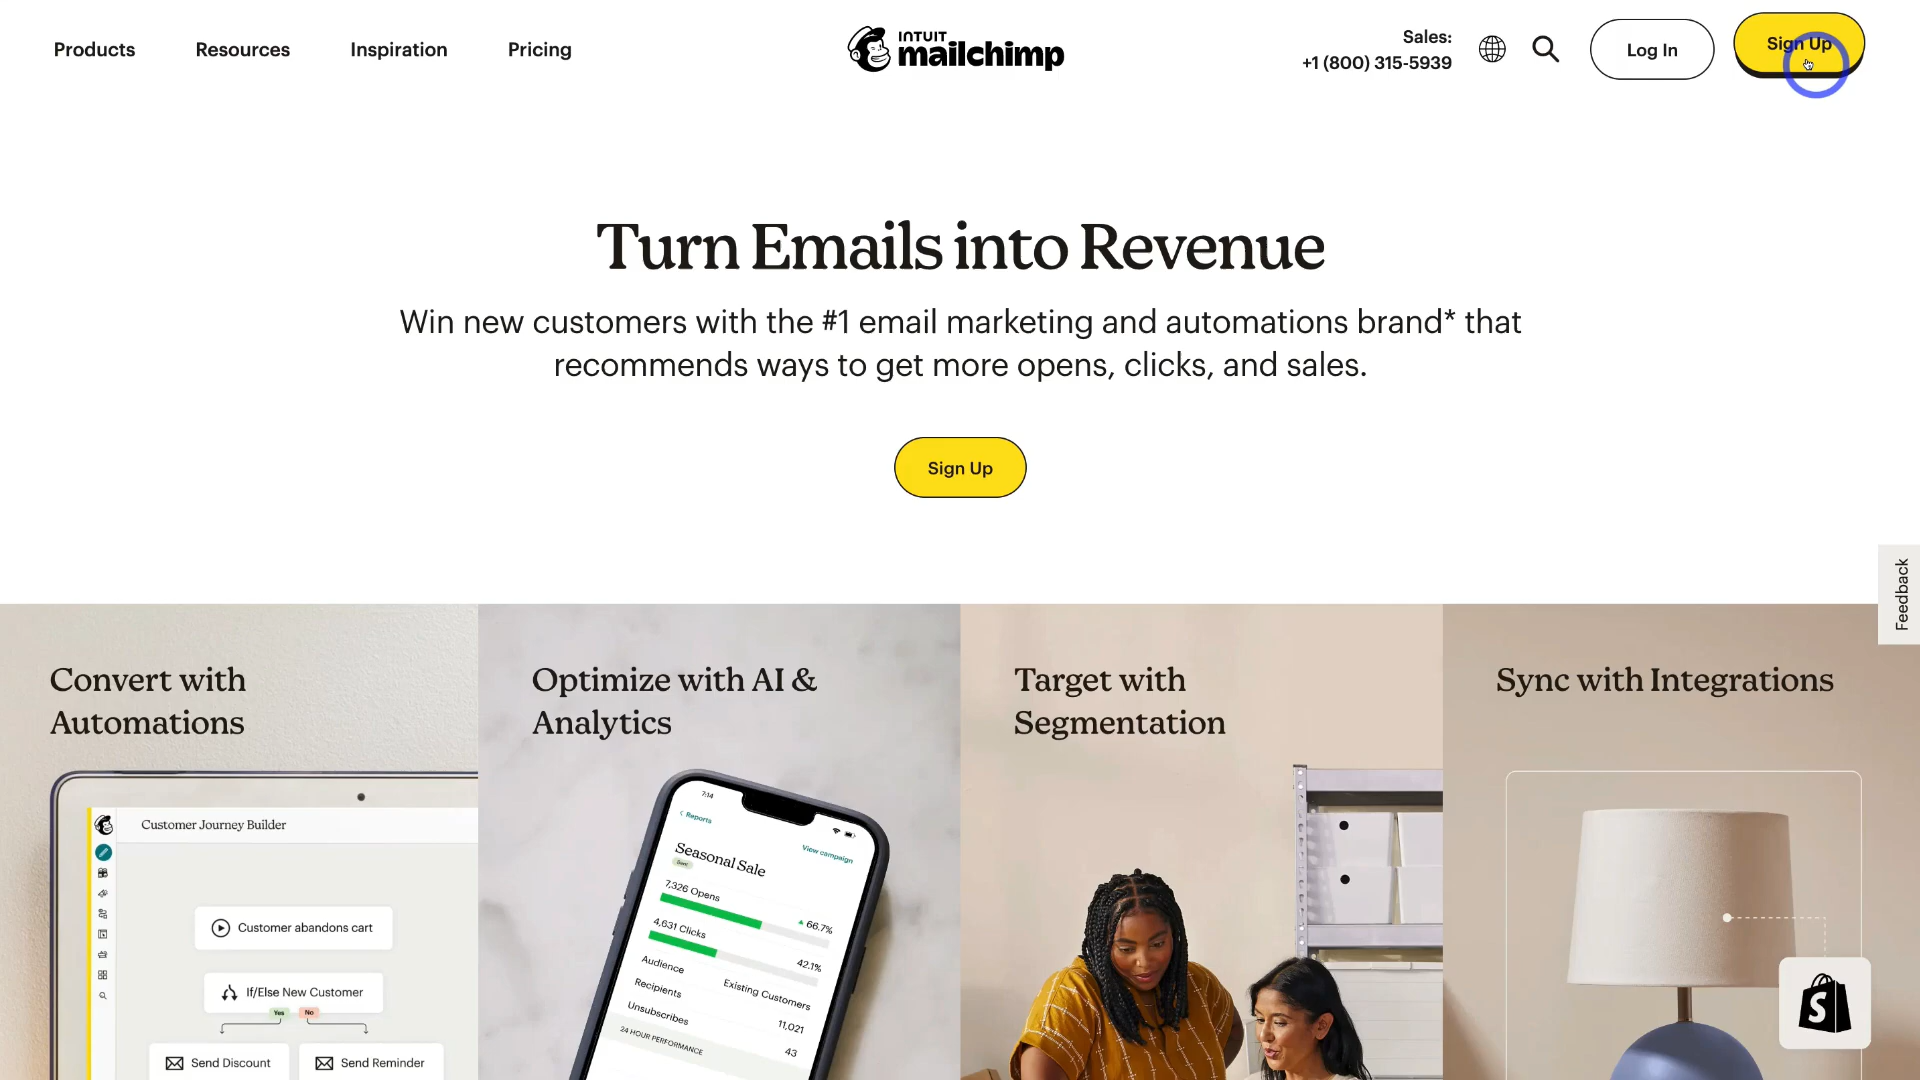 Products
Resources
Inspiration
Pricing
INTUIT
mailchimp
Sales:
+1 (800) 315-5939
Log In
Sign Up
Turn Emails into Revenue
Win new customers with the #1 email marketing and automations brand* that
recommends ways to get more opens, clicks, and sales.
Sign Up
Feedback
Convert with
Automations
Customer Journey Builder
Customer abandons cart
If/Else New Customer
Yes
No
Send Discount
Send Reminder
Optimize with AI &
Analytics
7:14
Reports
View campaign
Seasonal Sale
Sent
7,326 Opens
66.7%
4,631 Clicks
42.1%
Audience
Existing Customers
Recipients
11,021
Unsubscribes
43
24 HOUR PERFORMANCE
Target with
Segmentation
Sync with Integrations
S